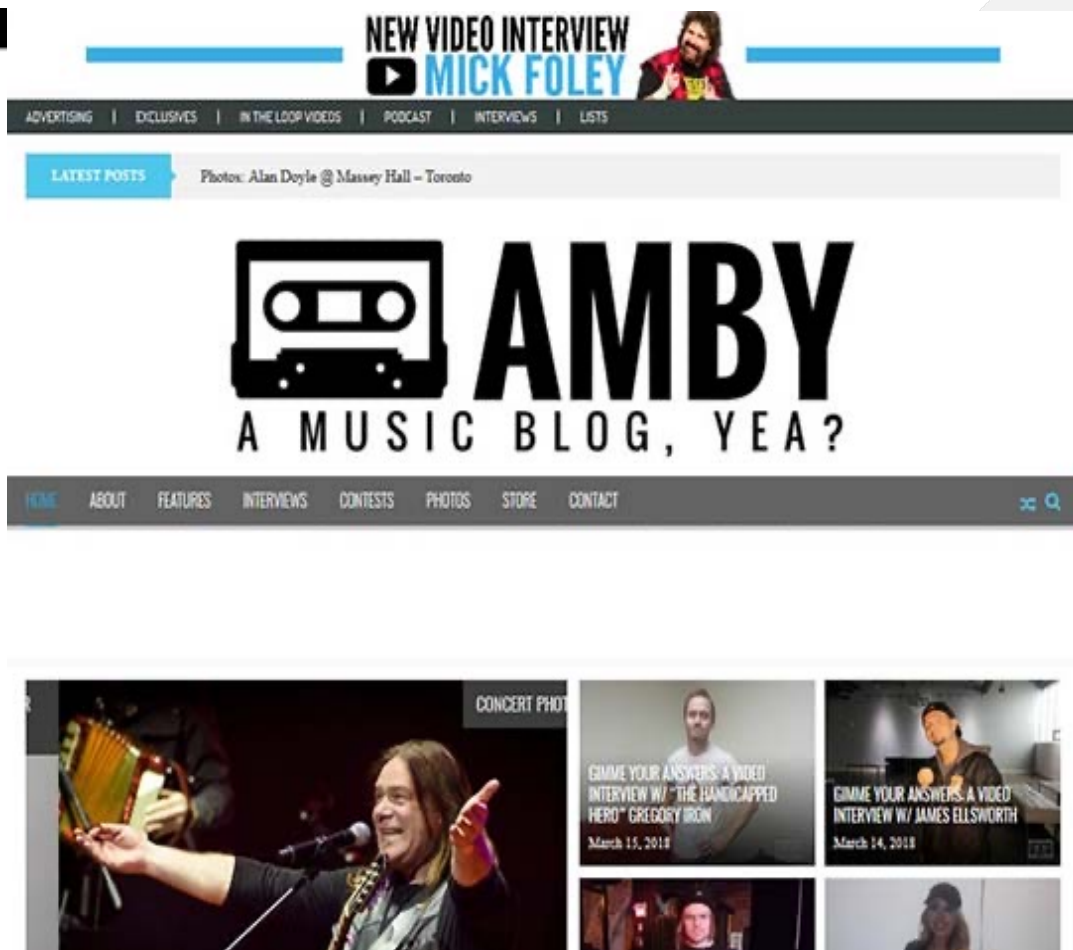 NEW VIDEO INTERVIEW
MICK FOLEY
ADVERTISING | EXCLUSIVES | IN THE LOOP VIDEOS | PODCAST | INTERVIEWS | LISTS
LATEST POSTS Photos: Alan Doyle @ Massey Hall – Toronto
AMBY
A MUSIC BLOG, YEA?
HOME ABOUT FEATURES INTERVIEWS CONTESTS PHOTOS STORE CONTACT
R
CONCERT PHOT
GIMME YOUR ANSWERS: A VIDEO
INTERVIEW W/ "THE HANDICAPPED
HERO" GREGORY IRON
March 15, 2018
GIMME YOUR ANSWERS: A VIDEO
INTERVIEW W/ JAMES ELLSWORTH
March 14, 2018